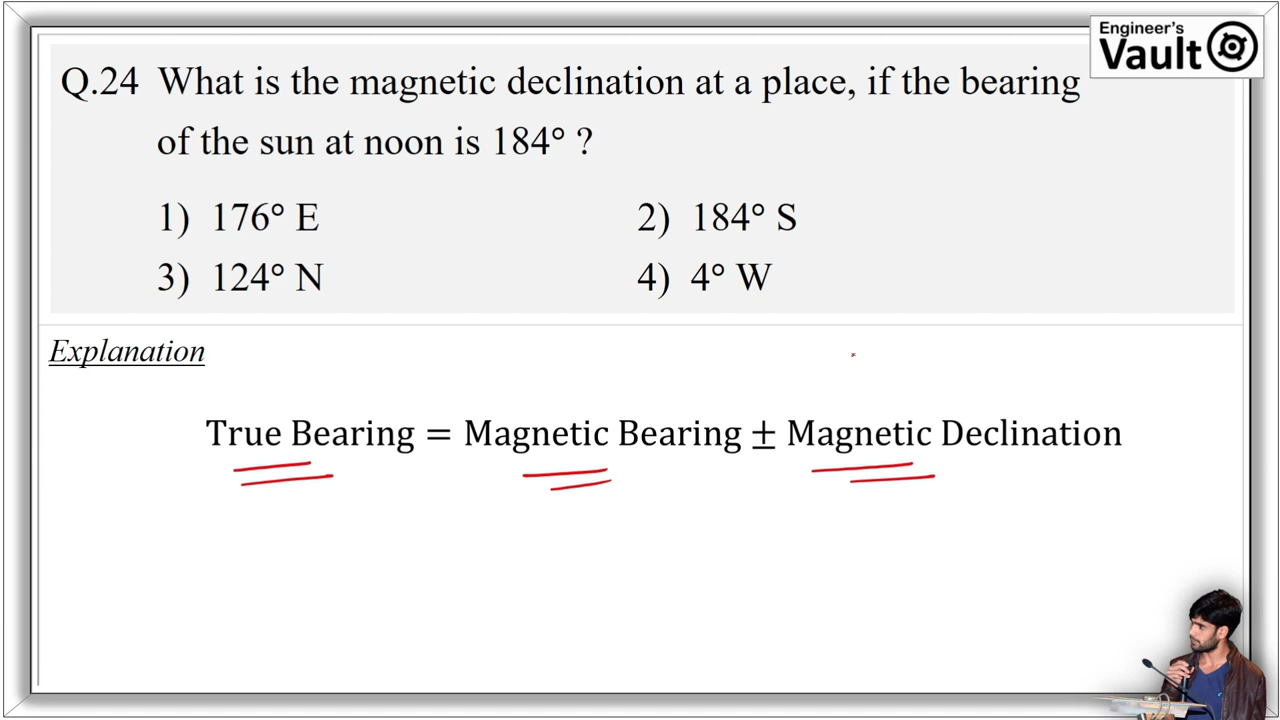 Engineer's
Vault
Q.24 What is the magnetic declination at a place, if the bearing
of the sun at noon is 184° ?
1) 176° E
2) 184° S
3) 124° N
4) 4° W
Explanation
True Bearing = Magnetic Bearing ± Magnetic Declination